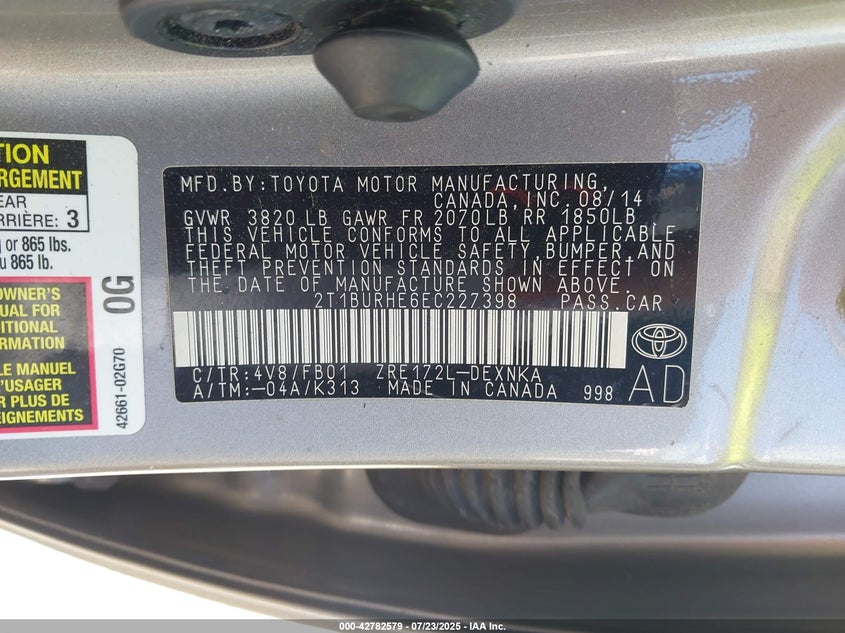 TION
ERGEMENT
EAR
RRIÈRE: 3
or 865 lbs.
u 865 lb.
OWNER'S
UAL FOR
DITIONAL
ORMATION
LE MANUEL
'USAGER
R PLUS DE
EIGNEMENTS
42661-02G70
0G
MFD.BY:TOYOTA MOTOR MANUFACTURING,
CANADA,INC.08/14
GVWR 3820 LB GAWR FR 2070LB RR 1850LB
THIS VEHICLE CONFORMS TO ALL APPLICABLE
FEDERAL MOTOR VEHICLE SAFETY,BUMPER,AND
THEFT PREVENTION STANDARDS IN EFFECT ON
THE DATE OF MANUFACTURE SHOWN ABOVE.
2T1BURHE6EC227398 PASS.CAR
C/TR:4V8/FB01 ZRE172L-DEXNKA
A/TM:-04A/K313 MADE IN CANADA 998
AD
000-42782579 / 07/23/2025 - IAA Inc.